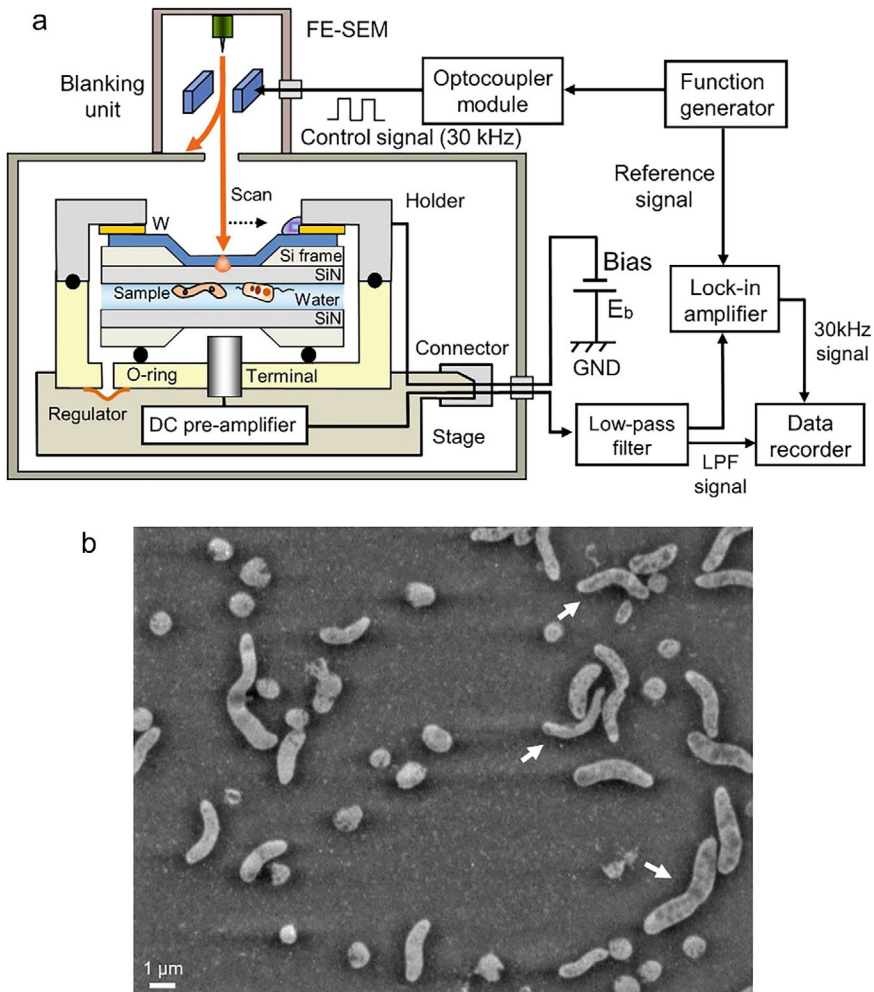 a
FE-SEM
Blanking
unit
Optocoupler
module
Function
generator
Control signal (30 kHz)
Reference
signal
Scan
Holder
W
Si frame
SiN
Sample
Water
SiN
Bias
Eb
GND
Lock-in
amplifier
30kHz
signal
Connector
O-ring
Terminal
Regulator
DC pre-amplifier
Stage
Low-pass
filter
LPF
signal
Data
recorder
b
1 μm